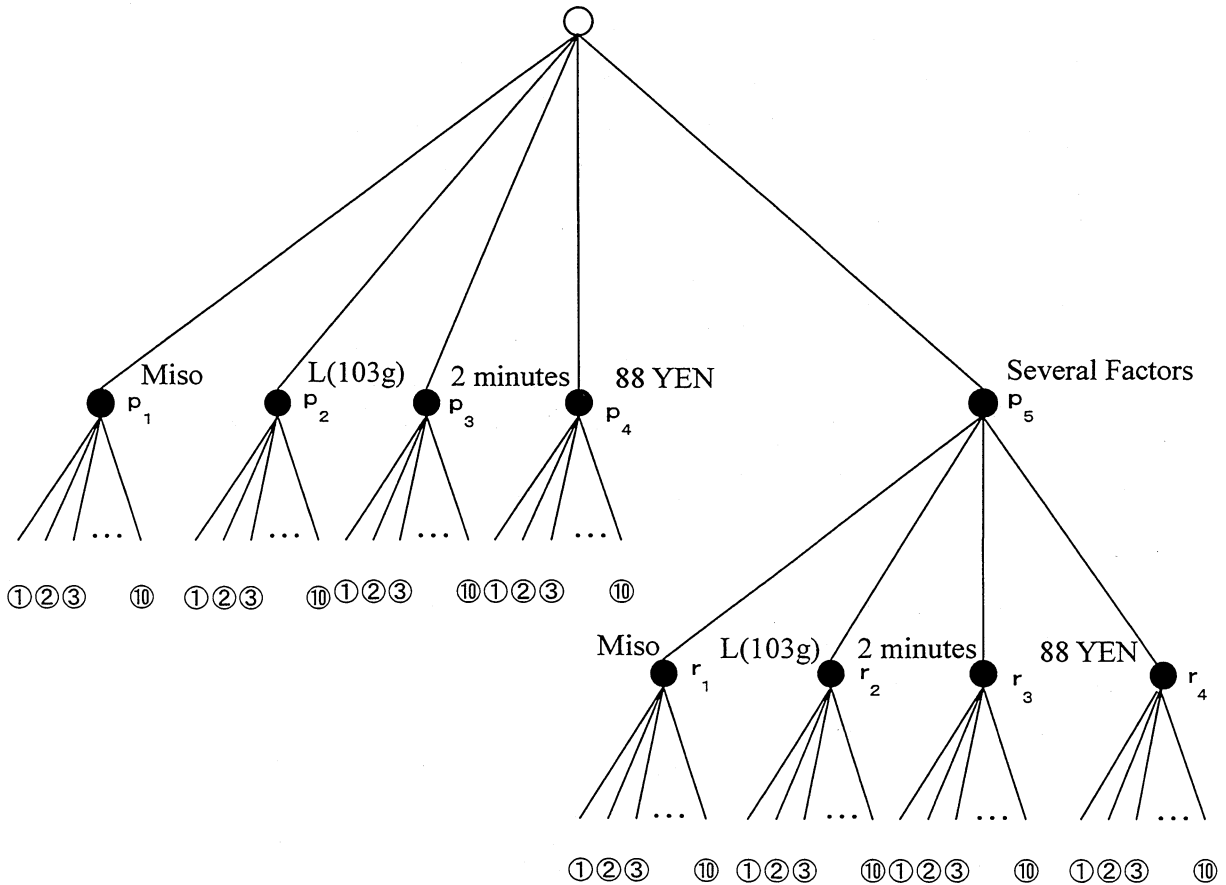 Miso L(103g) 2 minutes 88 YEN Several Factors
p1 p2 p3 p4 p5
... ... ... ...
①②③ ⑩ ①②③ ⑩①②③ ⑩①②③ ⑩
Miso L(103g) 2 minutes 88 YEN
r1 r2 r3 r4
... ... ... ...
①②③ ⑩ ①②③ ⑩①②③ ⑩ ①②③ ⑩